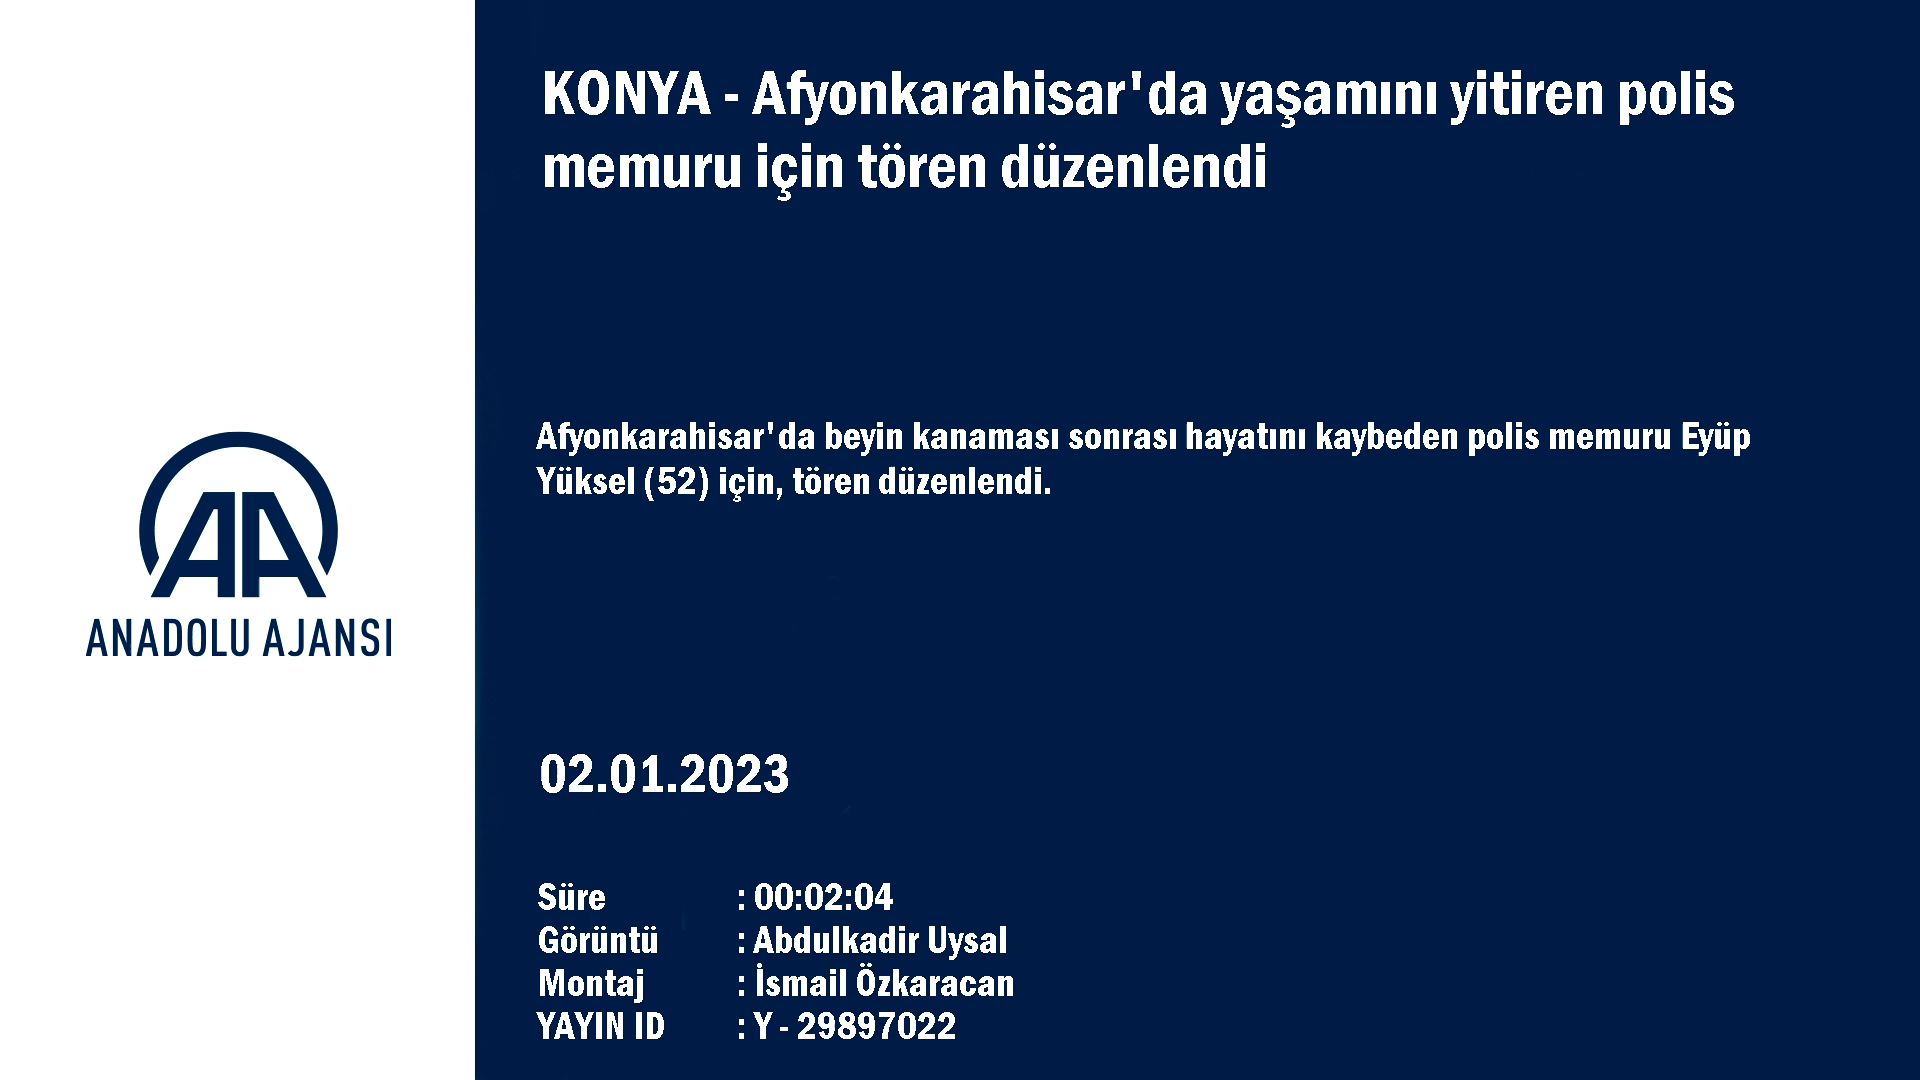 KONYA - Afyonkarahisar'da yaşamını yitiren polis
memuru için tören düzenlendi
Afyonkarahisar'da beyin kanaması sonrası hayatını kaybeden polis memuru Eyüp
Yüksel (52) için, tören düzenlendi.
AA
ANADOLU AJANSI
02.01.2023
Süre : 00:02:04
Görüntü : Abdulkadir Uysal
Montaj : İsmail Özkaracan
YAYIN ID : Y - 29897022